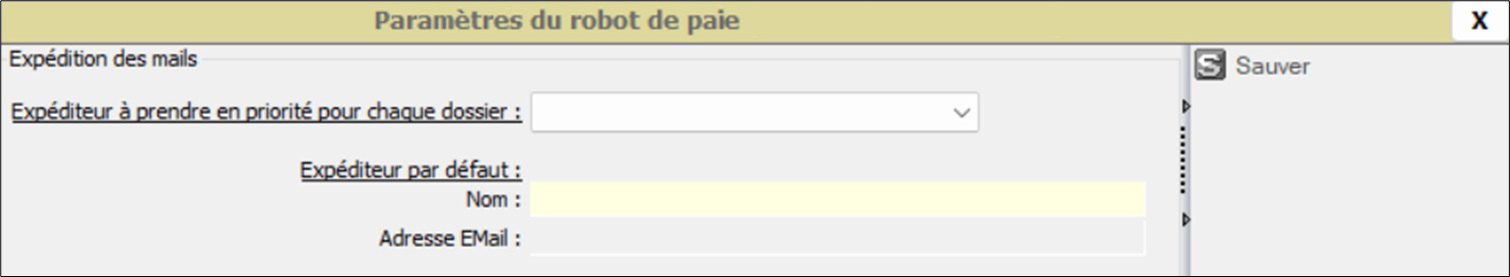 Paramètres du robot de paie
X
Expédition des mails
Sauver
Expéditeur à prendre en priorité pour chaque dossier :
Expéditeur par défaut :
Nom :
Adresse EMail :